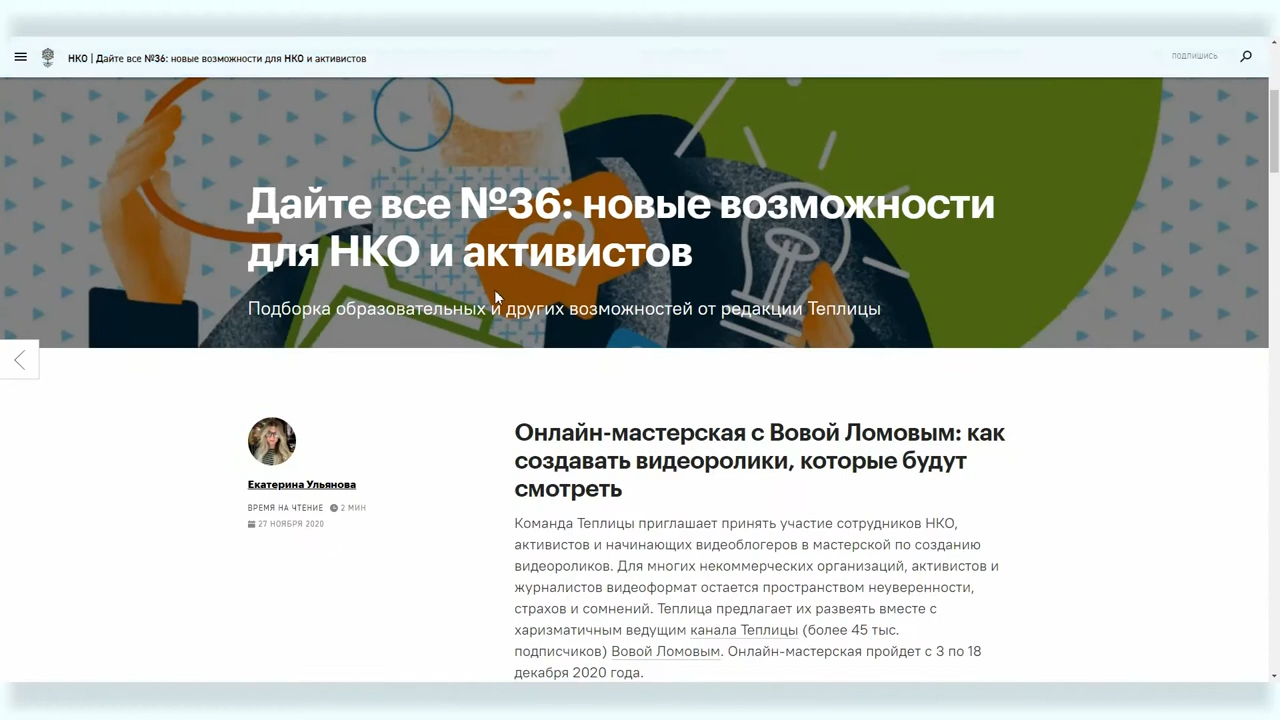 НКО | Дайте все №36: новые возможности для НКО и активистов
ПОДПИШИСЬ
Дайте все №36: новые возможности
для НКО и активистов
Подборка образовательных и других возможностей от редакции Теплицы
Екатерина Ульянова
ВРЕМЯ НА ЧТЕНИЕ 2 МИН
27 НОЯБРЯ 2020
Онлайн-мастерская с Вовой Ломовым: как
создавать видеоролики, которые будут
смотреть
Команда Теплицы приглашает принять участие сотрудников НКО,
активистов и начинающих видеоблогеров в мастерской по созданию
видеороликов. Для многих некоммерческих организаций, активистов и
журналистов видеоформат остается пространством неуверенности,
страхов и сомнений. Теплица предлагает их развеять вместе с
харизматичным ведущим канала Теплицы (более 45 тыс.
подписчиков) Вовой Ломовым. Онлайн-мастерская пройдет с 3 по 18
декабря 2020 года.